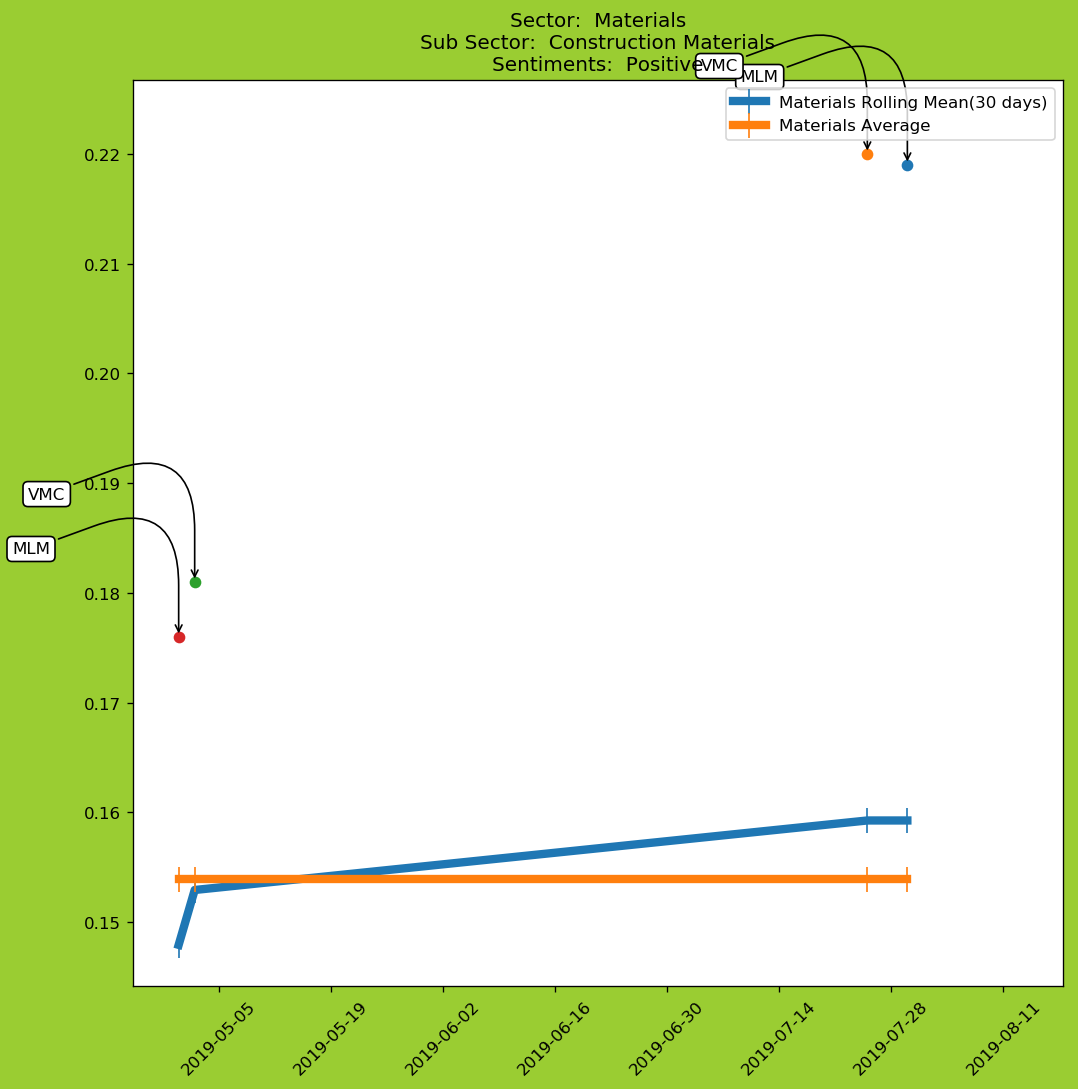 Sector:  Materials
Sub Sector:  Construction Materials
Sentiments:  Positive
VMC
MLM
Materials Rolling Mean(30 days)
Materials Average
0.22
0.21
0.20
0.19
VMC
MLM
0.18
0.17
0.16
0.15
2019-05-05
2019-05-19
2019-06-02
2019-06-16
2019-06-30
2019-07-14
2019-07-28
2019-08-11